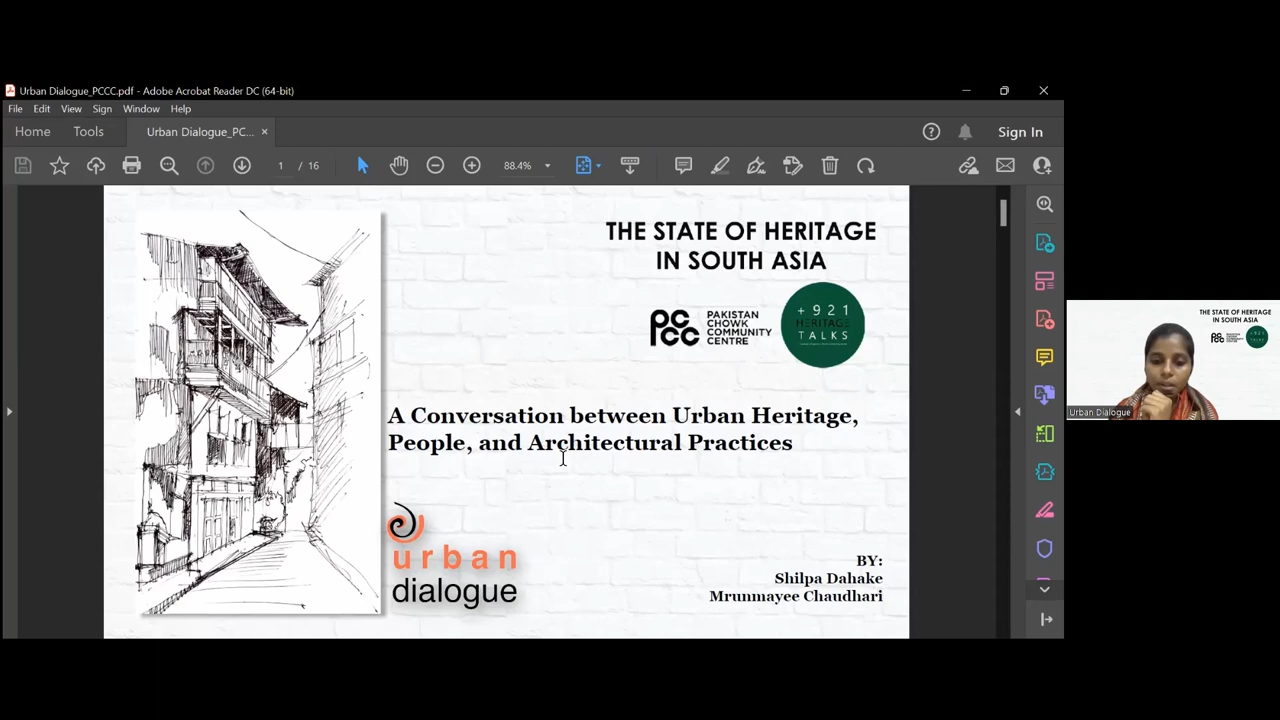 Urban Dialogue_PCCC.pdf - Adobe Acrobat Reader DC (64-bit)
File Edit View Sign Window Help
Home Tools Urban Dialogue_PC... × Sign In
1 / 16 88.4%
THE STATE OF HERITAGE
IN SOUTH ASIA
PCCC
PAKISTAN
CHOWK
COMMUNITY
CENTRE
+921
HERITAGE
TALKS
A Conversation between Urban Heritage,
People, and Architectural Practices
urban
dialogue
BY:
Shilpa Dahake
Mrunmayee Chaudhari
THE STATE OF HERITAGE
IN SOUTH ASIA
Urban Dialogue